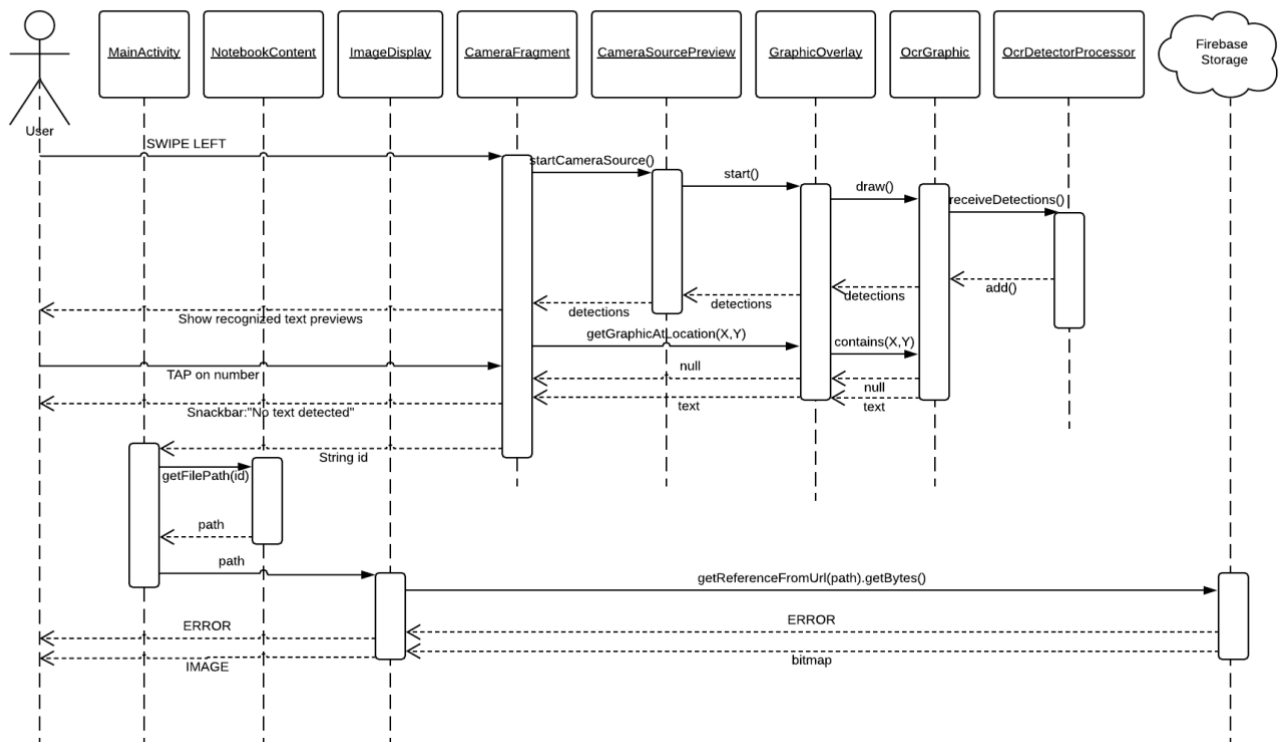 MainActivity
NotebookContent
ImageDisplay
CameraFragment
CameraSourcePreview
GraphicOverlay
OcrGraphic
OcrDetectorProcessor
Firebase
Storage
User
SWIPE LEFT
startCameraSource()
start()
draw()
receiveDetections()
add()
detections
detections
detections
Show recognized text previews
getGraphicAtLocation(X,Y)
contains(X,Y)
TAP on number
null
null
Snackbar:"No text detected"
text
text
String id
getFilePath(id)
path
path
getReferenceFromUrl(path).getBytes()
ERROR
ERROR
IMAGE
bitmap